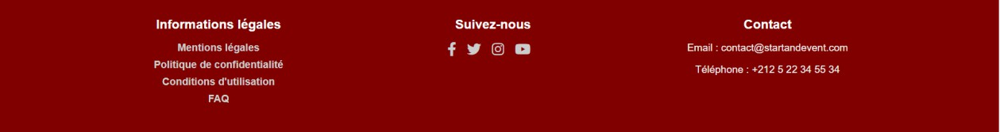 Informations légales
Mentions légales
Politique de confidentialité
Conditions d'utilisation
FAQ
Suivez-nous
Contact
Email : contact@startandevent.com
Téléphone : +212 5 22 34 55 34